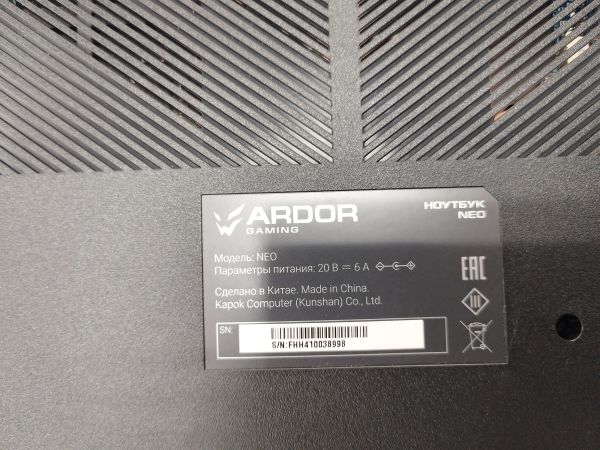 ARDOR
GAMING
НОУТБУК
NEO
Модель: NEO
Параметры питания: 20 В ⎓ 6 А
Сделано в Китае. Made in China.
Kapok Computer (Kunshan) Co., Ltd.
EAC
SN:
S/N:FHH410038998